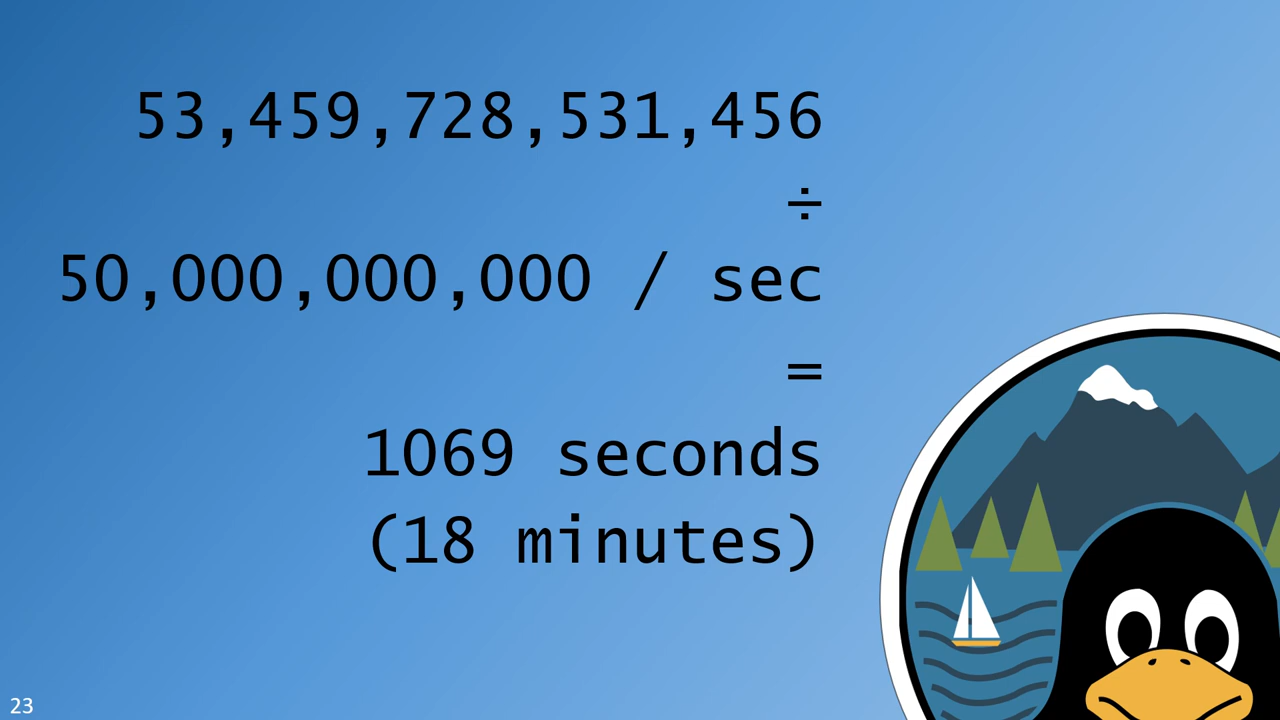 53,459,728,531,456
÷
50,000,000,000 / sec
=
1069 seconds
(18 minutes)
23